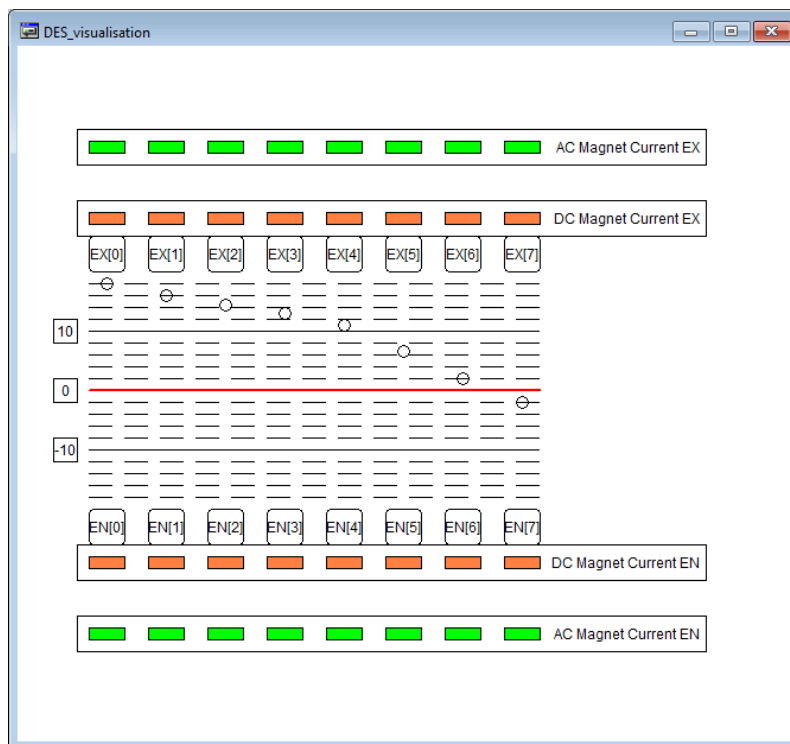 DES_visualisation
AC Magnet Current EX
DC Magnet Current EX
EX[0] EX[1] EX[2] EX[3] EX[4] EX[5] EX[6] EX[7]
10
0
-10
EN[0] EN[1] EN[2] EN[3] EN[4] EN[5] EN[6] EN[7]
DC Magnet Current EN
AC Magnet Current EN